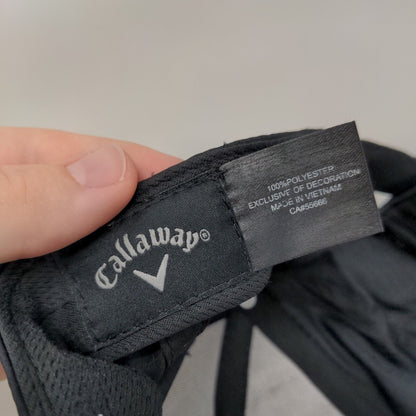 Callaway®
100%POLYESTER
EXCLUSIVE OF DECORATION
MADE IN VIETNAM
CA#55666